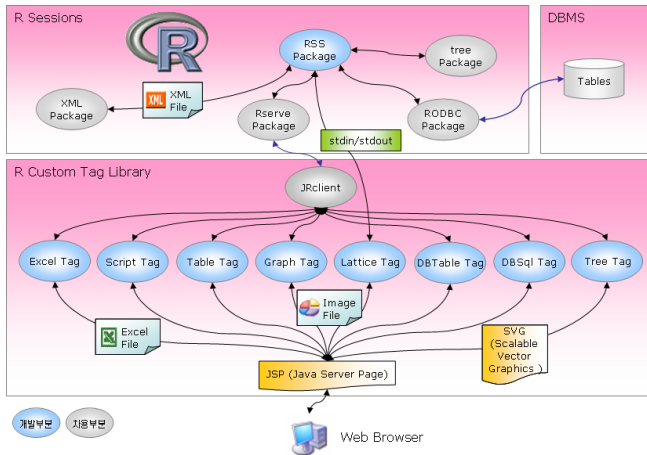 R Sessions
DBMS
R
RSS
Package
tree
Package
Tables
XML
Package
XML
XML
File
Rserve
Package
RODBC
Package
stdin/stdout
R Custom Tag Library
JRclient
Excel Tag
Script Tag
Table Tag
Graph Tag
Lattice Tag
DBTable Tag
DBSql Tag
Tree Tag
Excel
File
Image
File
SVG
(Scalable
Vector
Graphics )
JSP (Java Server Page)
개발부분
차용부분
Web Browser